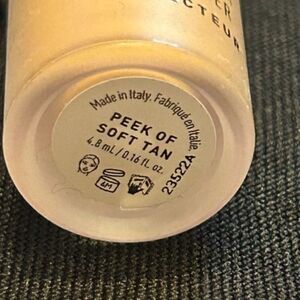 ECTEUR
Made in Italy. Fabriqué en Italie.
PEEK OF
SOFT TAN
4.8 mL / 0.16 fl. oz.
6M
23522A